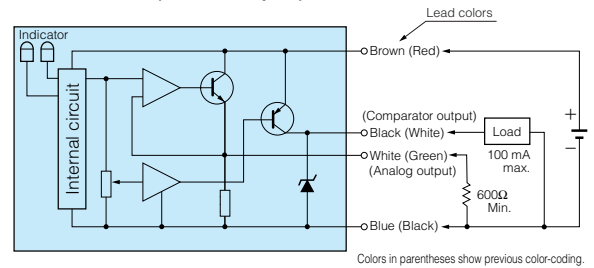 Lead colors
Indicator
Internal circuit
Brown (Red)
(Comparator output)
Black (White)
Load
100 mA
max.
White (Green)
(Analog output)
600Ω
Min.
Blue (Black)
+
−
Colors in parentheses show previous color-coding.